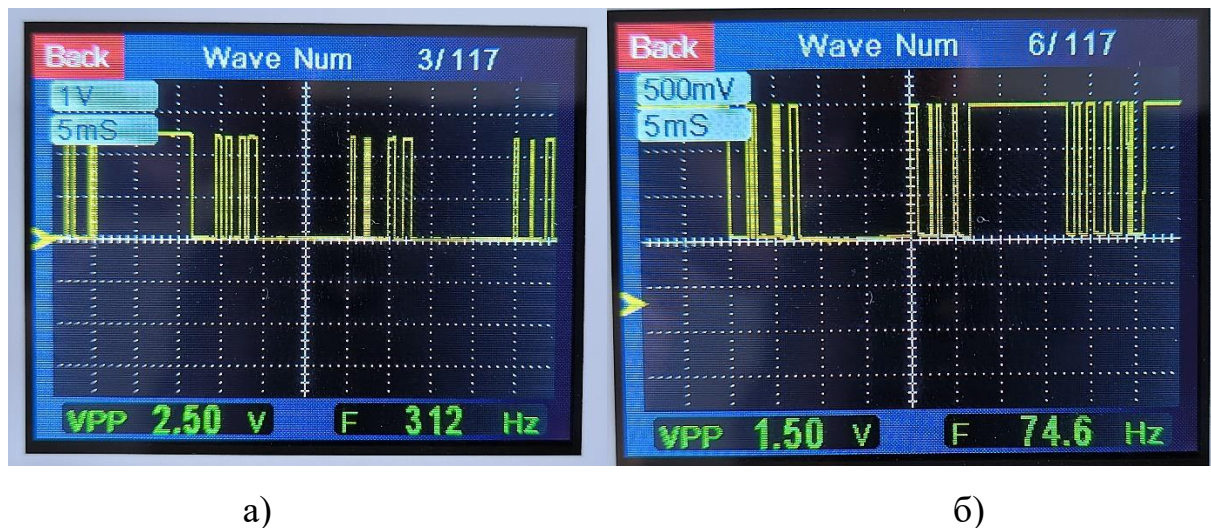 Back Wave Num 3/117
1V
5mS
VPP 2.50 V F 312 Hz
Back Wave Num 6/117
500mV
5mS
VPP 1.50 V F 74.6 Hz
а) б)